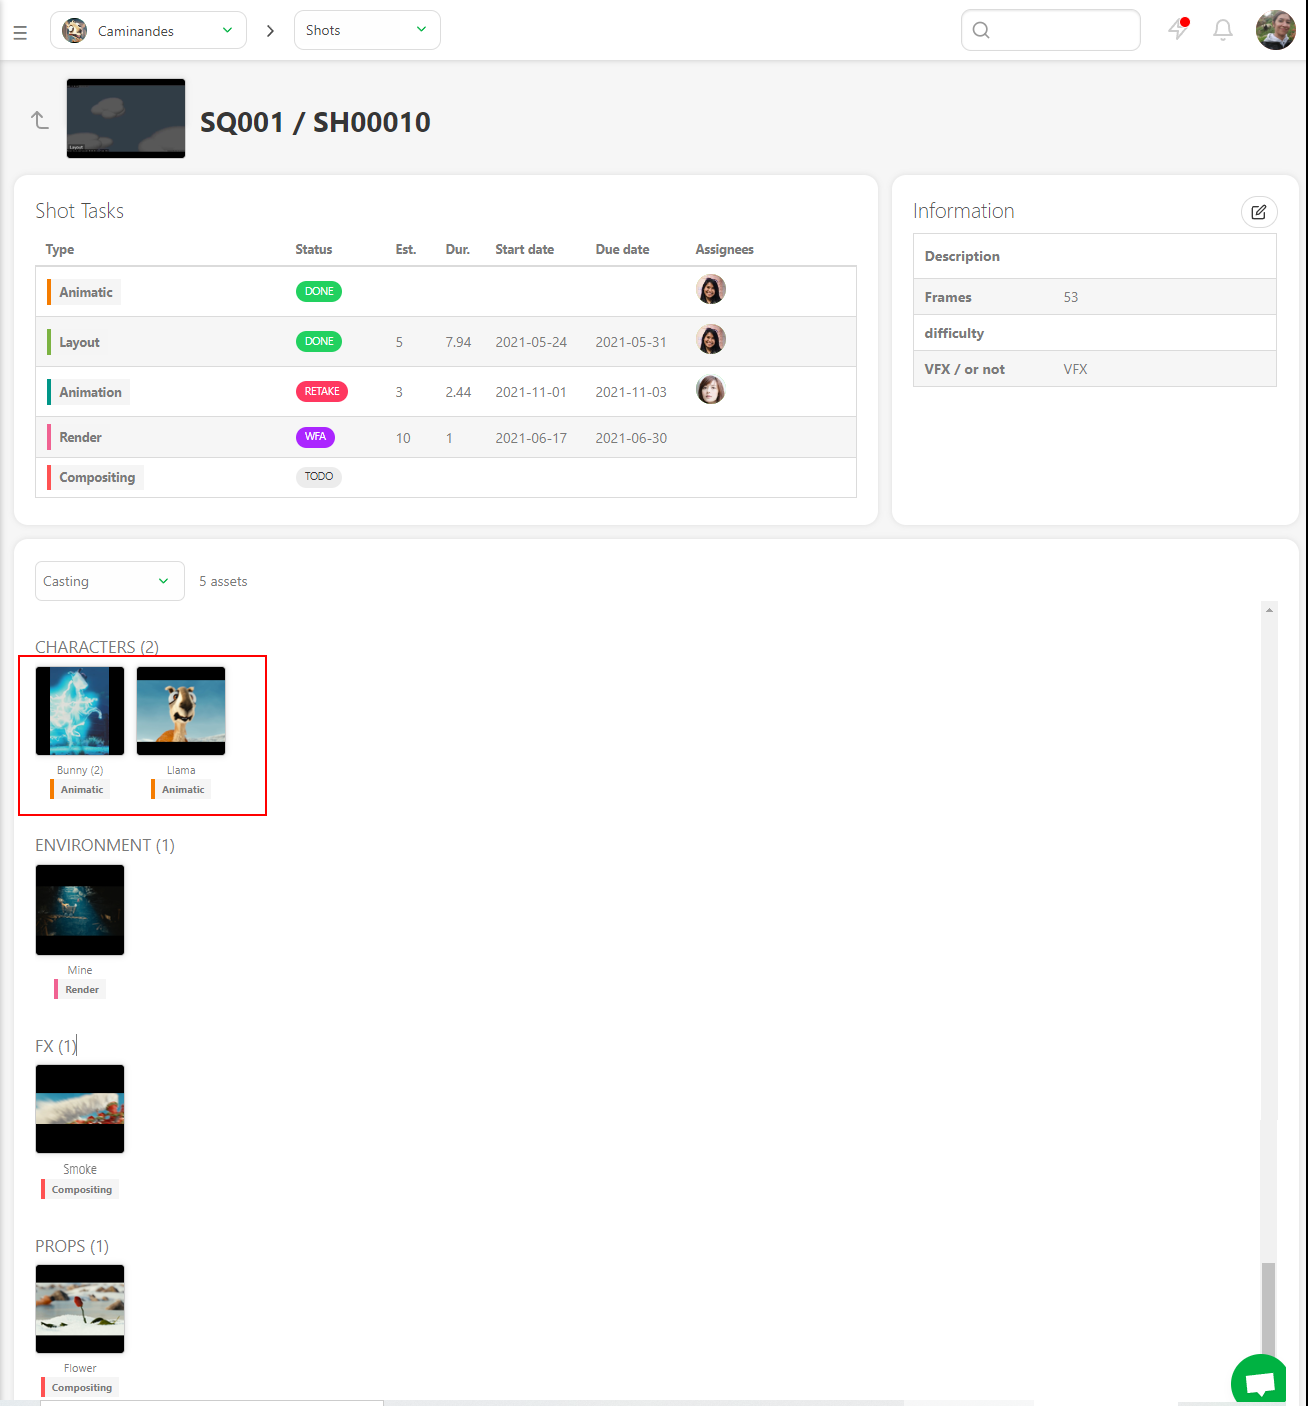 Caminandes
Shots
Layout
SQ001 / SH00010
Shot Tasks
Type Status Est. Dur. Start date Due date Assignees
Animatic DONE
Layout DONE 5 7.94 2021-05-24 2021-05-31
Animation RETAKE 3 2.44 2021-11-01 2021-11-03
Render WFA 10 1 2021-06-17 2021-06-30
Compositing TODO
Information
Description
Frames 53
difficulty
VFX / or not VFX
Casting 5 assets
CHARACTERS (2)
Bunny (2) Llama
Animatic Animatic
ENVIRONMENT (1)
Mine
Render
FX (1)
Smoke
Compositing
PROPS (1)
Flower
Compositing